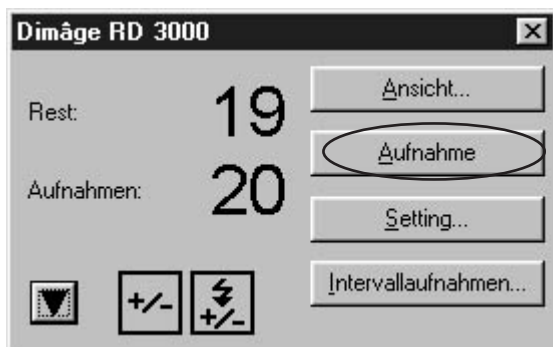 Dimâge RD 3000
Rest: 19
Aufnahmen: 20
Ansicht...
Aufnahme
Setting...
Intervallaufnahmen...
+/-
+/-